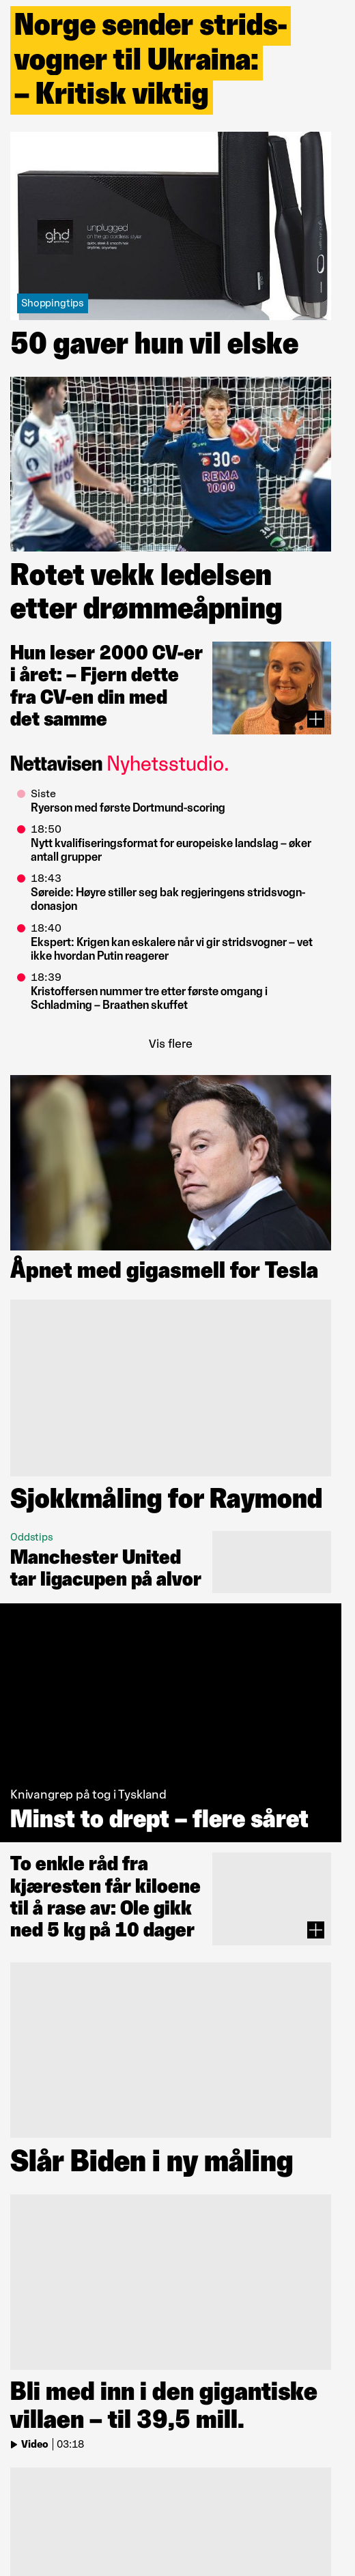 Norge sender strids-
vogner til Ukraina:
– Kritisk viktig
ghd
unplugged
on the go cordless styler
Shoppingtips
50 gaver hun vil elske
30
REMA
1000
Rotet vekk ledelsen
etter drømmeåpning
Hun leser 2000 CV-er
i året: – Fjern dette
fra CV-en din med
det samme
Nettavisen Nyhetsstudio.
Siste
Ryerson med første Dortmund-scoring
18:50
Nytt kvalifiseringsformat for europeiske landslag – øker
antall grupper
18:43
Søreide: Høyre stiller seg bak regjeringens stridsvogn-
donasjon
18:40
Ekspert: Krigen kan eskalere når vi gir stridsvogner – vet
ikke hvordan Putin reagerer
18:39
Kristoffersen nummer tre etter første omgang i
Schladming – Braathen skuffet
Vis flere
Åpnet med gigasmell for Tesla
Sjokkmåling for Raymond
Oddstips
Manchester United
tar ligacupen på alvor
Knivangrep på tog i Tyskland
Minst to drept – flere såret
To enkle råd fra
kjæresten får kiloene
til å rase av: Ole gikk
ned 5 kg på 10 dager
Slår Biden i ny måling
Bli med inn i den gigantiske
villaen – til 39,5 mill.
Video | 03:18